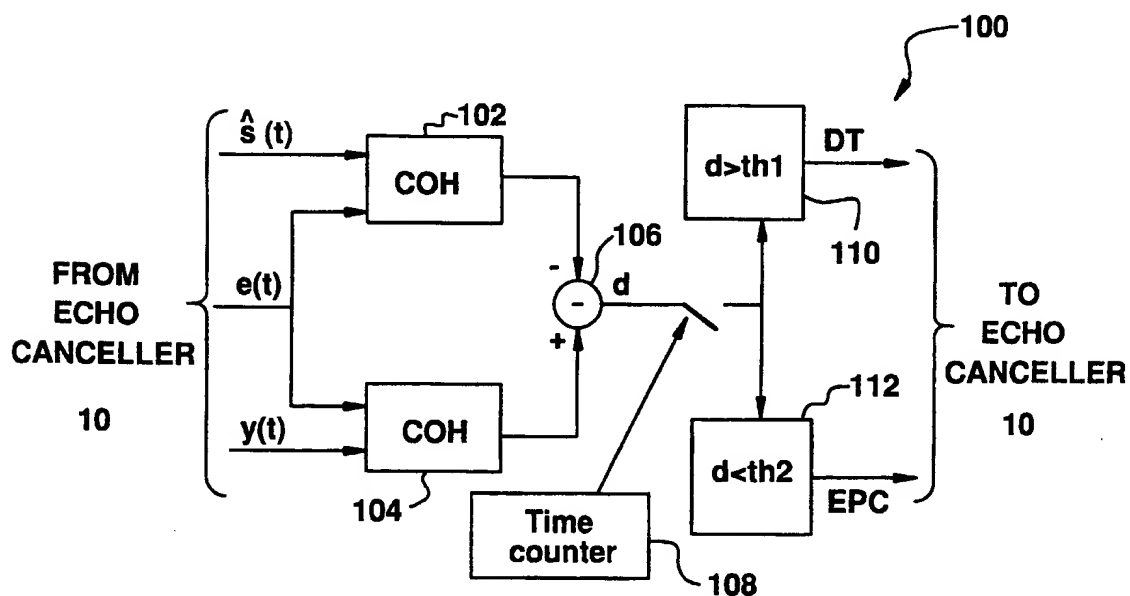 100
102
ŝ (t)
COH
DT
d>th1
110
106
-
FROM
ECHO
CANCELLER
10
e(t)
-
d
+
TO
ECHO
CANCELLER
10
112
y(t)
COH
104
d<th2
EPC
Time
counter
108